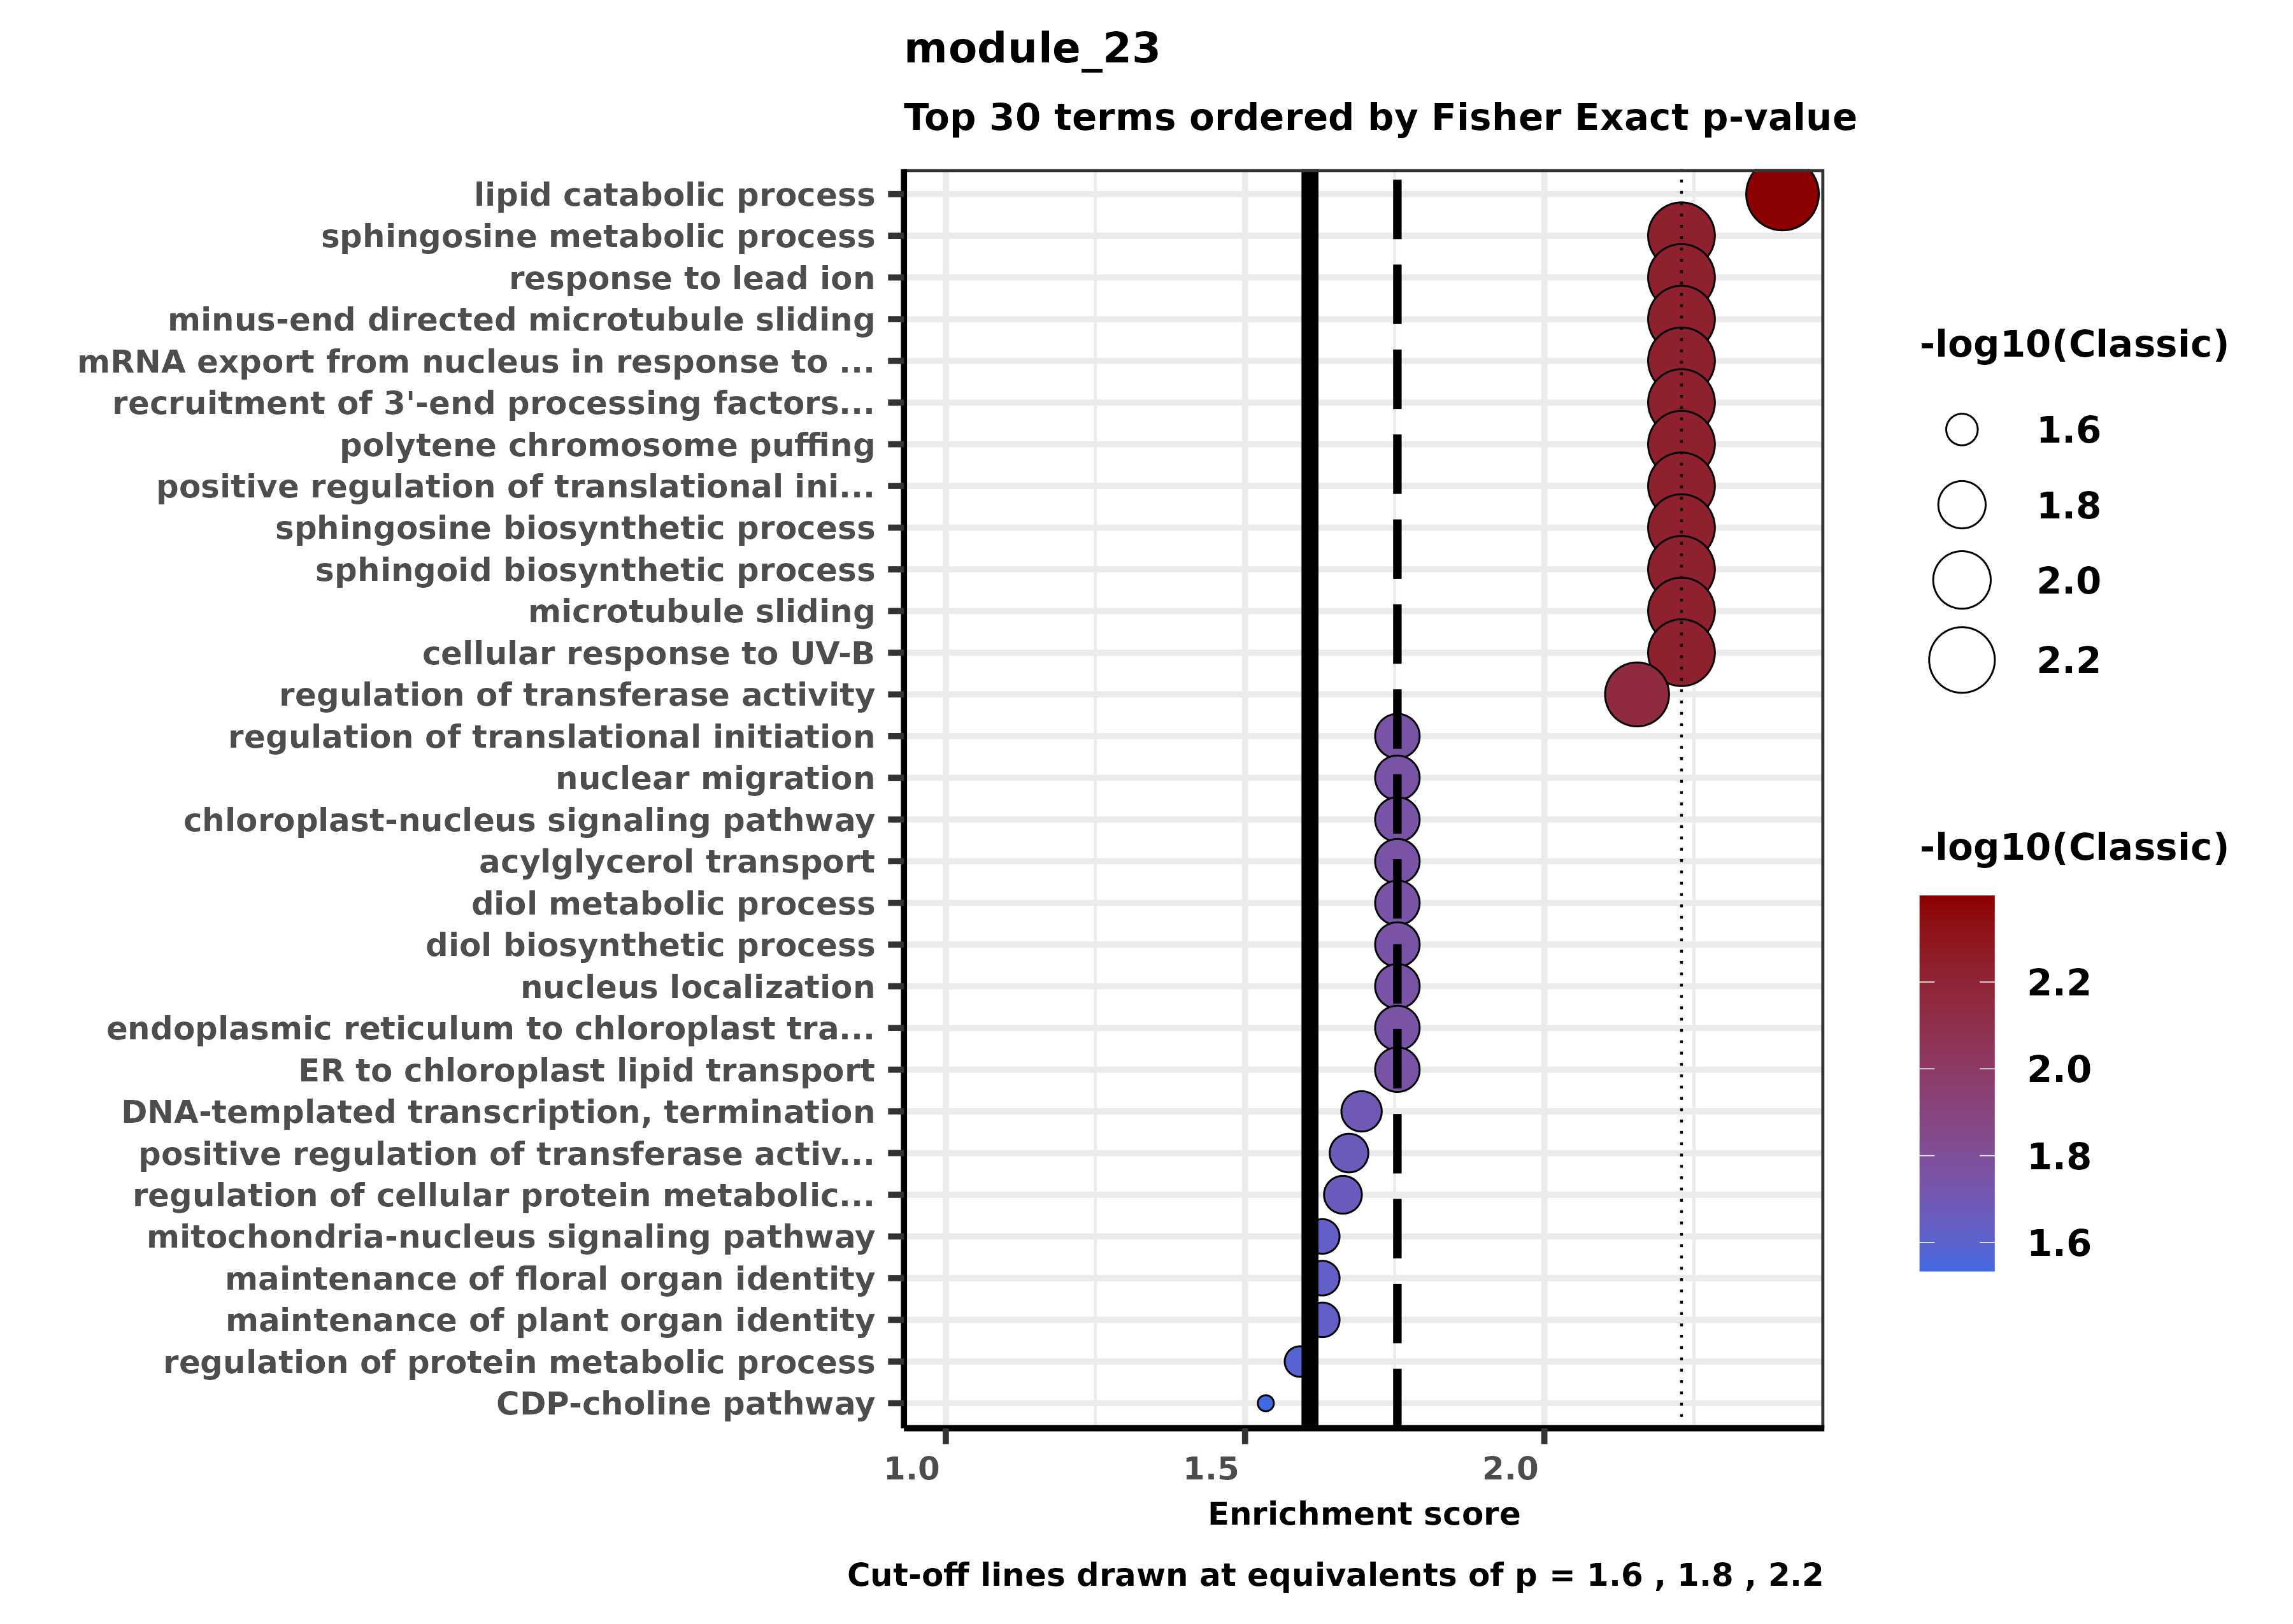 module_23
Top 30 terms ordered by Fisher Exact p-value
lipid catabolic process
sphingosine metabolic process
response to lead ion
minus-end directed microtubule sliding
mRNA export from nucleus in response to ...
recruitment of 3'-end processing factors...
polytene chromosome puffing
positive regulation of translational ini...
sphingosine biosynthetic process
sphingoid biosynthetic process
microtubule sliding
cellular response to UV-B
regulation of transferase activity
regulation of translational initiation
nuclear migration
chloroplast-nucleus signaling pathway
acylglycerol transport
diol metabolic process
diol biosynthetic process
nucleus localization
endoplasmic reticulum to chloroplast tra...
ER to chloroplast lipid transport
DNA-templated transcription, termination
positive regulation of transferase activ...
regulation of cellular protein metabolic...
mitochondria-nucleus signaling pathway
maintenance of floral organ identity
maintenance of plant organ identity
regulation of protein metabolic process
CDP-choline pathway
1.0 1.5 2.0
Enrichment score
Cut-off lines drawn at equivalents of p = 1.6 , 1.8 , 2.2
-log10(Classic)
1.6
1.8
2.0
2.2
-log10(Classic)
2.2
2.0
1.8
1.6